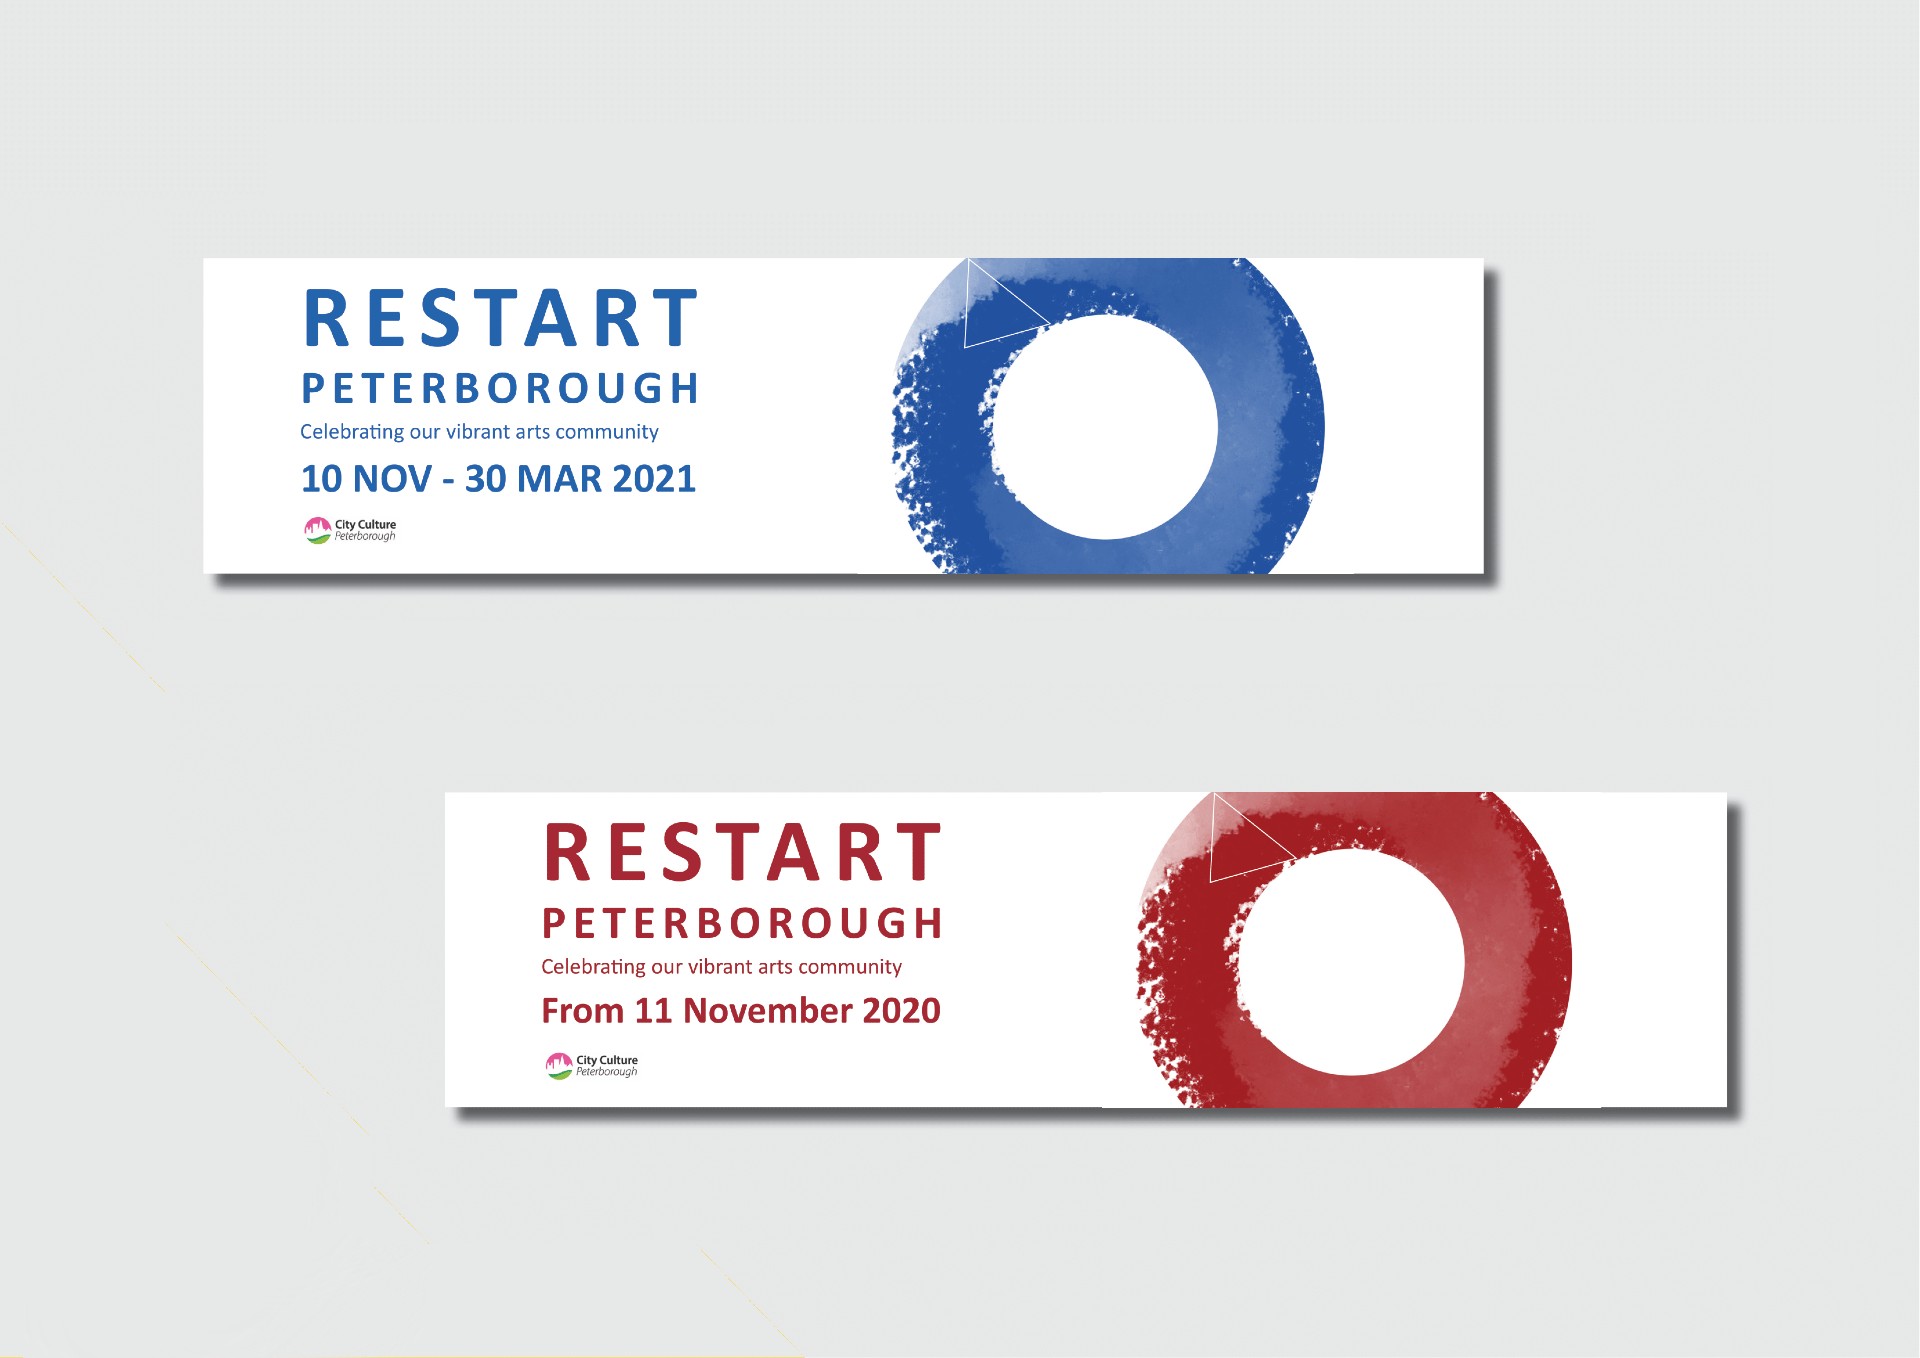 RESTART
PETERBOROUGH
Celebrating our vibrant arts community
10 NOV - 30 MAR 2021
City Culture
Peterborough
RESTART
PETERBOROUGH
Celebrating our vibrant arts community
From 11 November 2020
City Culture
Peterborough